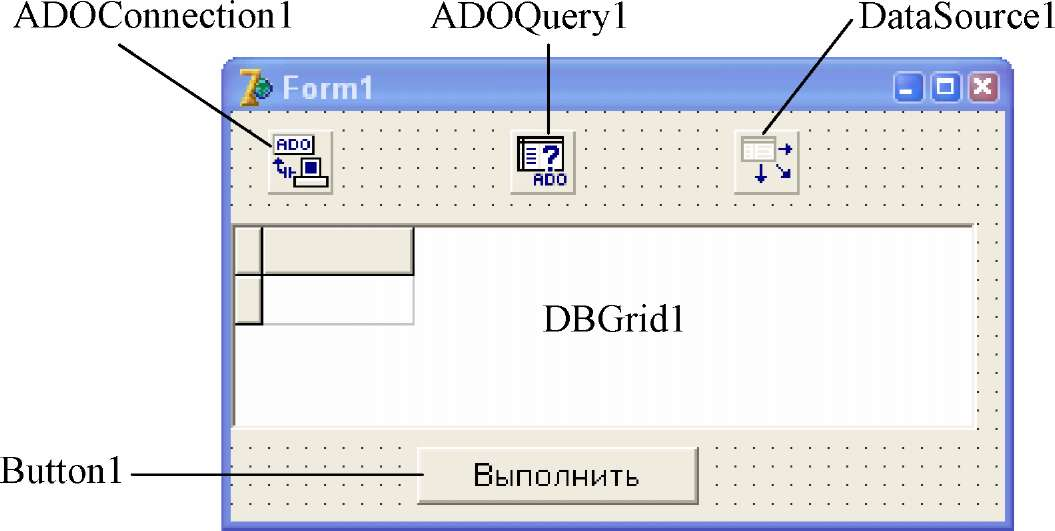 ADOConnection1
ADOQuery1
DataSource1
Form1
ADO
ADO
DBGrid1
Button1
Выполнить